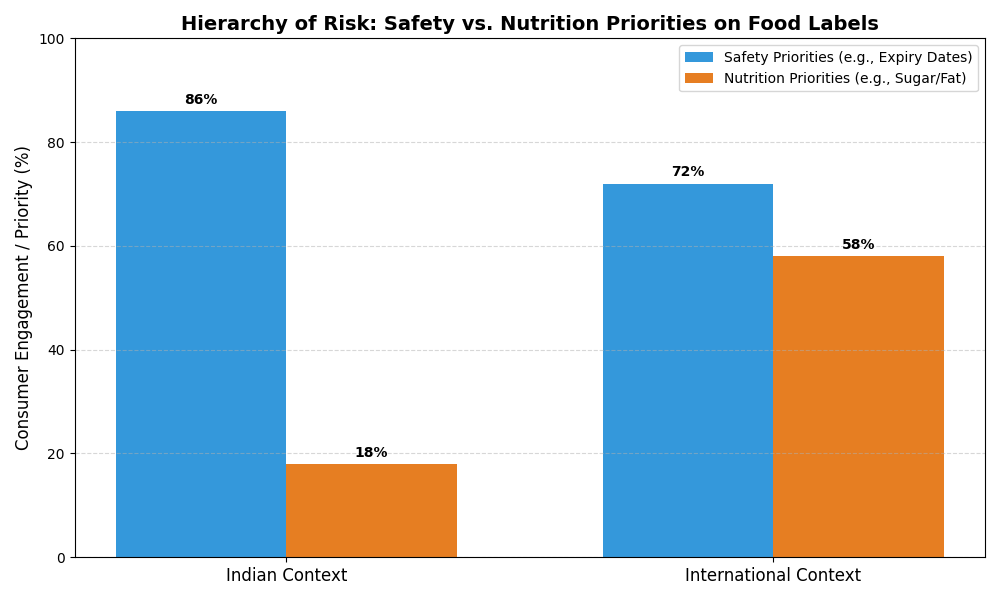 Hierarchy of Risk: Safety vs. Nutrition Priorities on Food Labels
Consumer Engagement / Priority (%)
100
80
60
40
20
0
Safety Priorities (e.g., Expiry Dates)
Nutrition Priorities (e.g., Sugar/Fat)
86%
18%
72%
58%
Indian Context
International Context